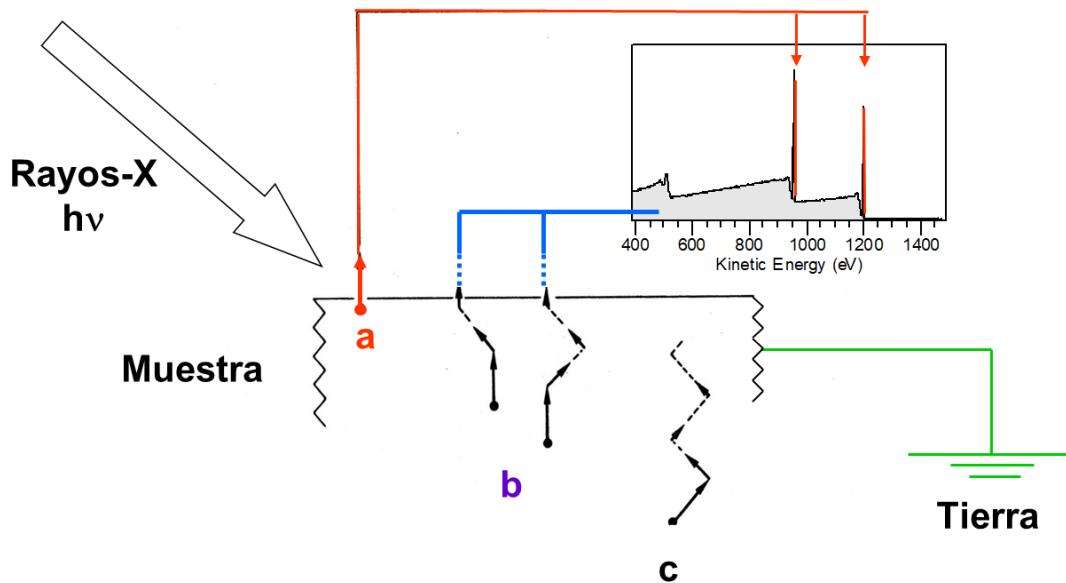 Rayos-X
hν
400 600 800 1000 1200 1400
Kinetic Energy (eV)
a
Muestra
b
Tierra
c